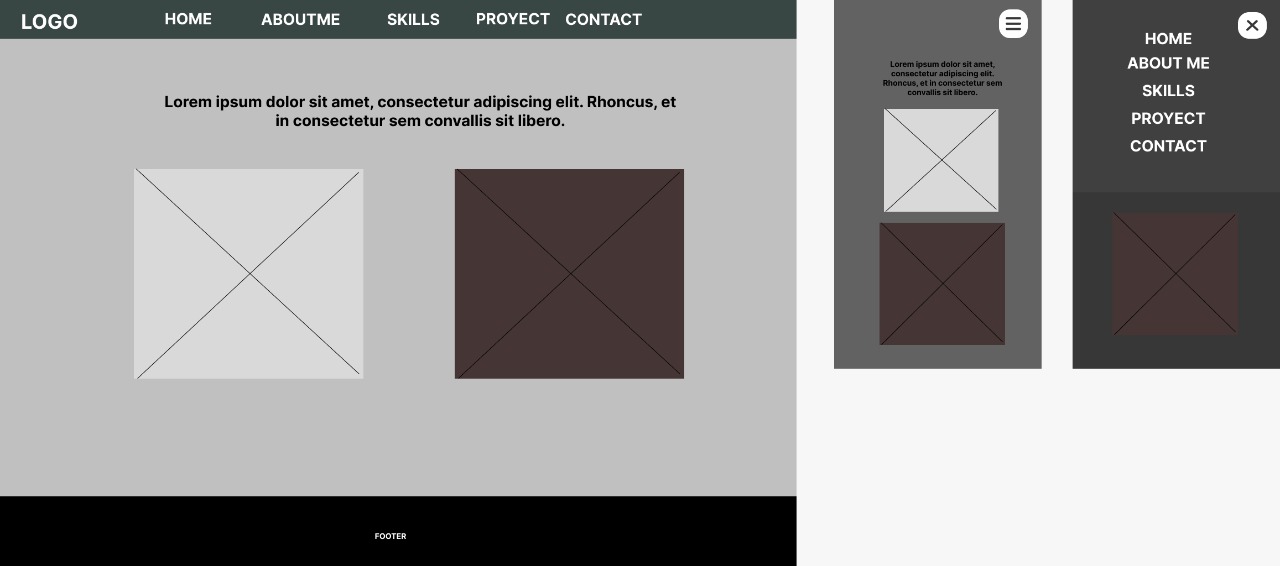 LOGO HOME ABOUTME SKILLS PROYECT CONTACT
Lorem ipsum dolor sit amet, consectetur adipiscing elit. Rhoncus, et
in consectetur sem convallis sit libero.
FOOTER
Lorem ipsum dolor sit amet,
consectetur adipiscing elit.
Rhoncus, et in consectetur sem
convallis sit libero.
HOME
ABOUT ME
SKILLS
PROYECT
CONTACT